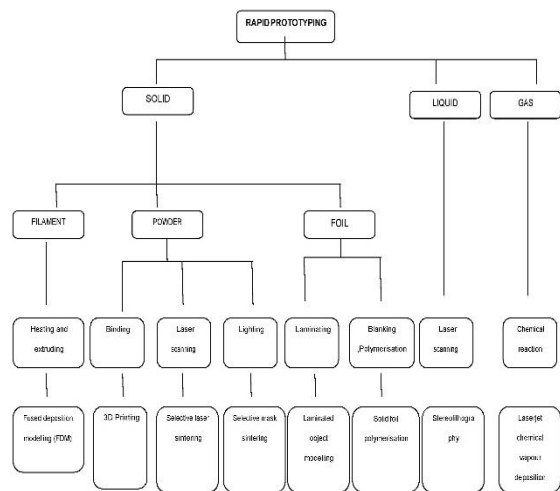 RAPID PROTOTYPING
SOLID
LIQUID
GAS
FILAMENT
POWDER
FOIL
Heating and
extruding
Binding
Laser
scanning
Lighting
Laminating
Blanking
,Polymerisation
Laser
scanning
Chemical
reaction
Fused deposition
modelling (FDM)
3D Printing
Selective laser
sintering
Selective mask
sintering
Laminated
object
modelling
Solid foil
polymerisation
Stereolithogra
phy
Laserjet
chemical
vapour
deposition